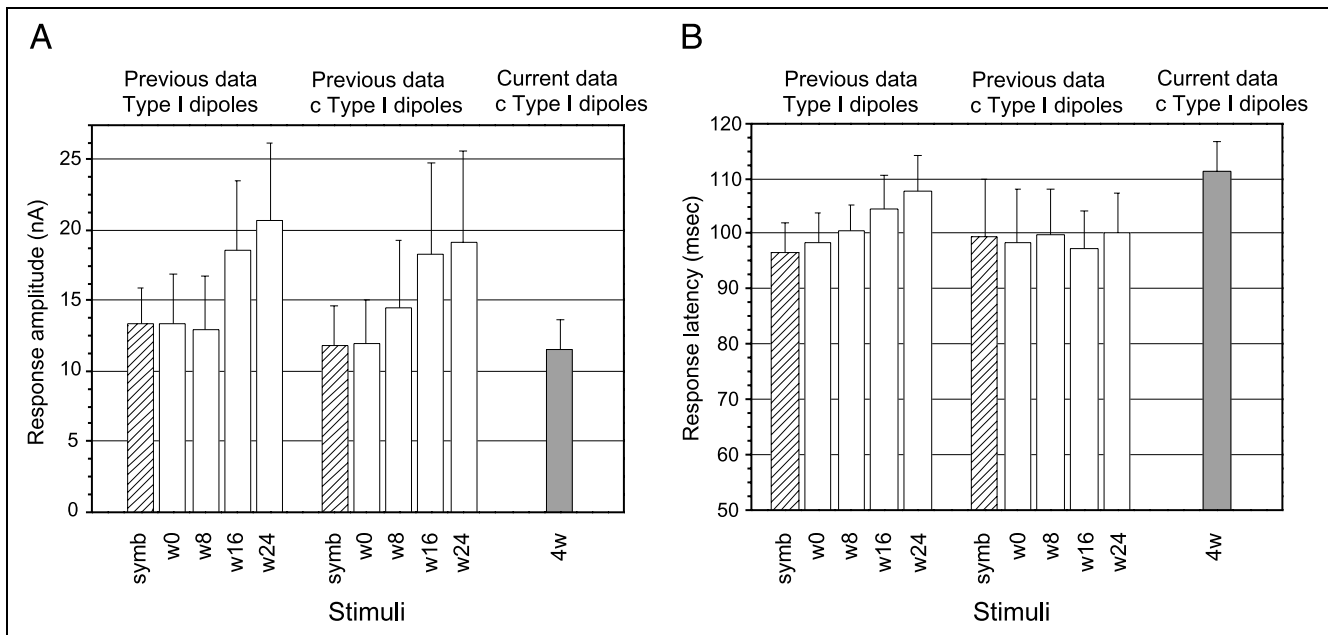 A
Previous data
Type I dipoles
Previous data
c Type I dipoles
Current data
c Type I dipoles
Response amplitude (nA)
25
20
15
10
5
0
symb
w0
w8
w16
w24
symb
w0
w8
w16
w24
4w
Stimuli
B
Previous data
Type I dipoles
Previous data
c Type I dipoles
Current data
c Type I dipoles
Response latency (msec)
120
110
100
90
80
70
60
50
symb
w0
w8
w16
w24
symb
w0
w8
w16
w24
4w
Stimuli